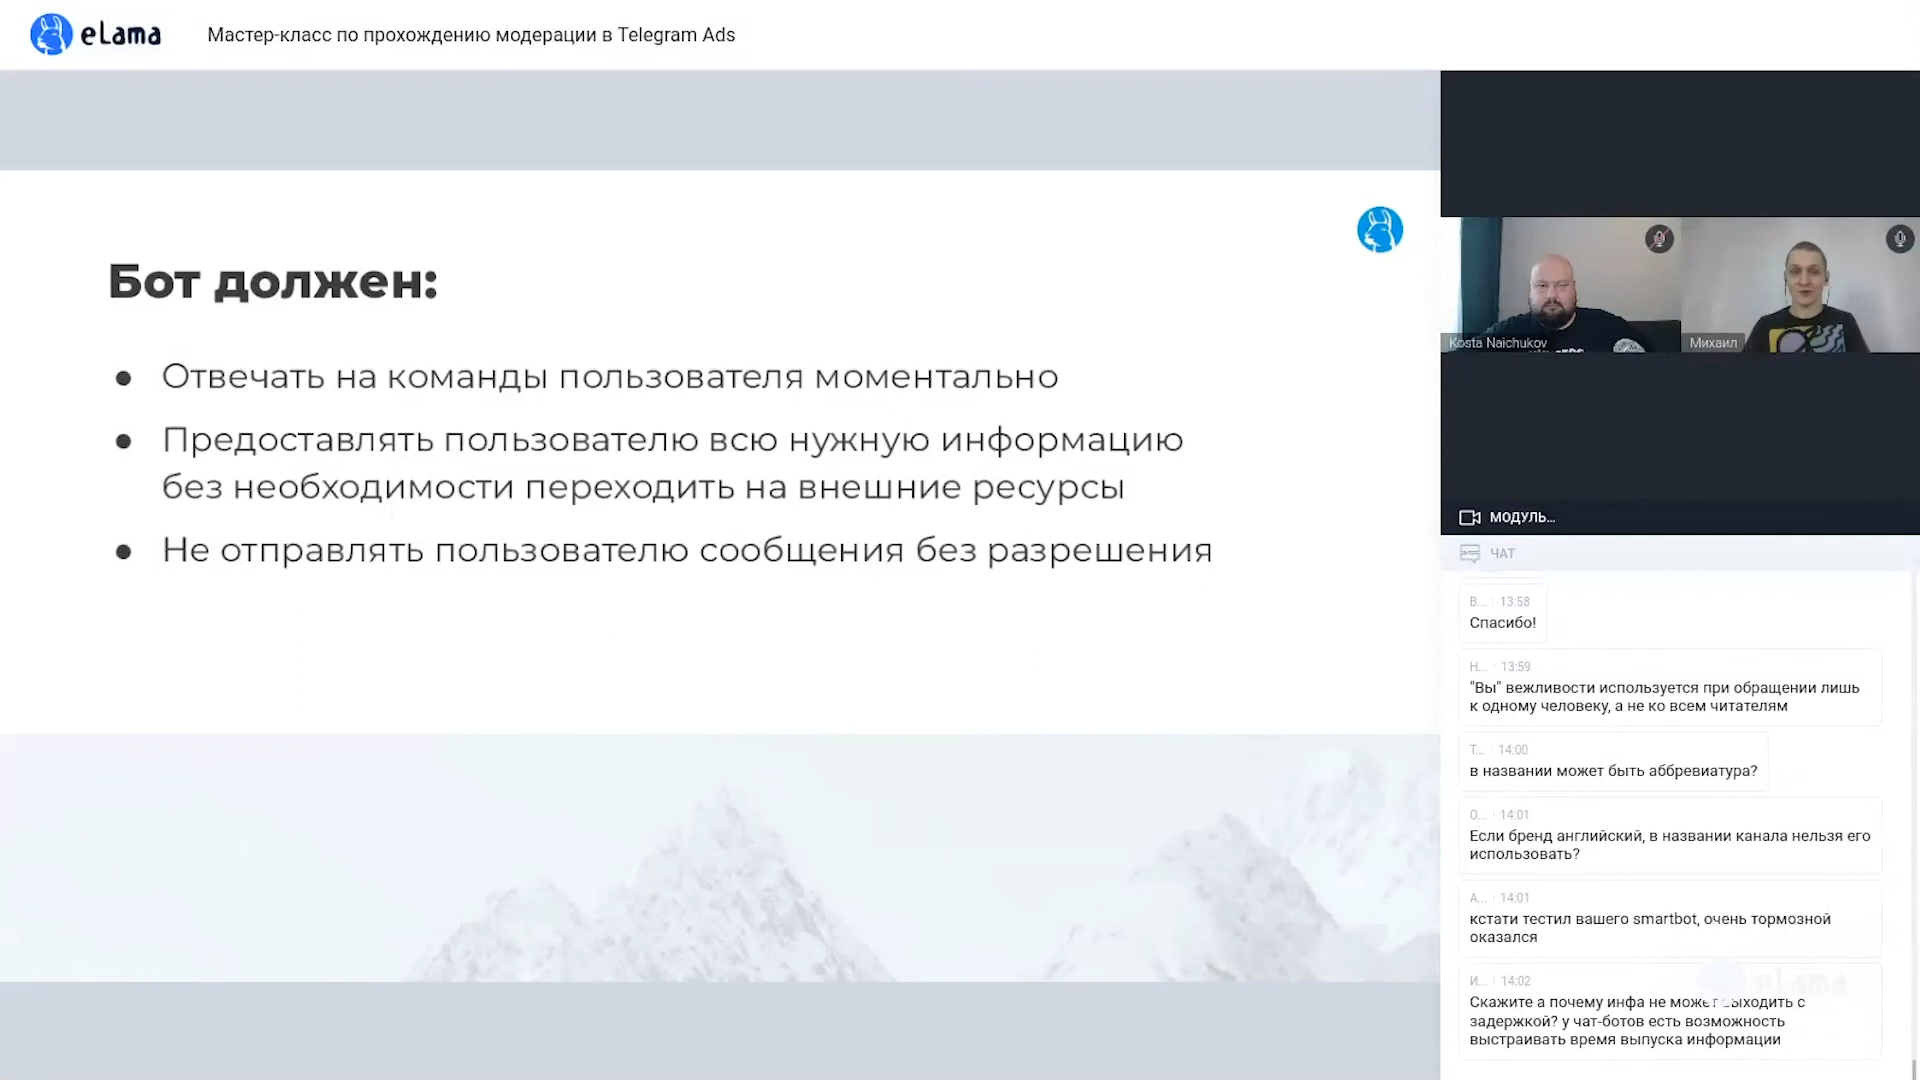 eLama
Мастер-класс по прохождению модерации в Telegram Ads
Бот должен:
● Отвечать на команды пользователя моментально
● Предоставлять пользователю всю нужную информацию
без необходимости переходить на внешние ресурсы
● Не отправлять пользователю сообщения без разрешения
Kosta Naichukov
Михаил
МОДУЛЬ...
ЧАТ
В... 13:58
Спасибо!
Н... 13:59
"Вы" вежливости используется при обращении лишь
к одному человеку, а не ко всем читателям
Т... 14:00
в названии может быть аббревиатура?
О... 14:01
Если бренд английский, в названии канала нельзя его
использовать?
А... 14:01
кстати тестил вашего smartbot, очень тормозной
оказался
И... 14:02
Скажите а почему инфа не может выходить с
задержкой? у чат-ботов есть возможность
выстраивать время выпуска информации
eLama